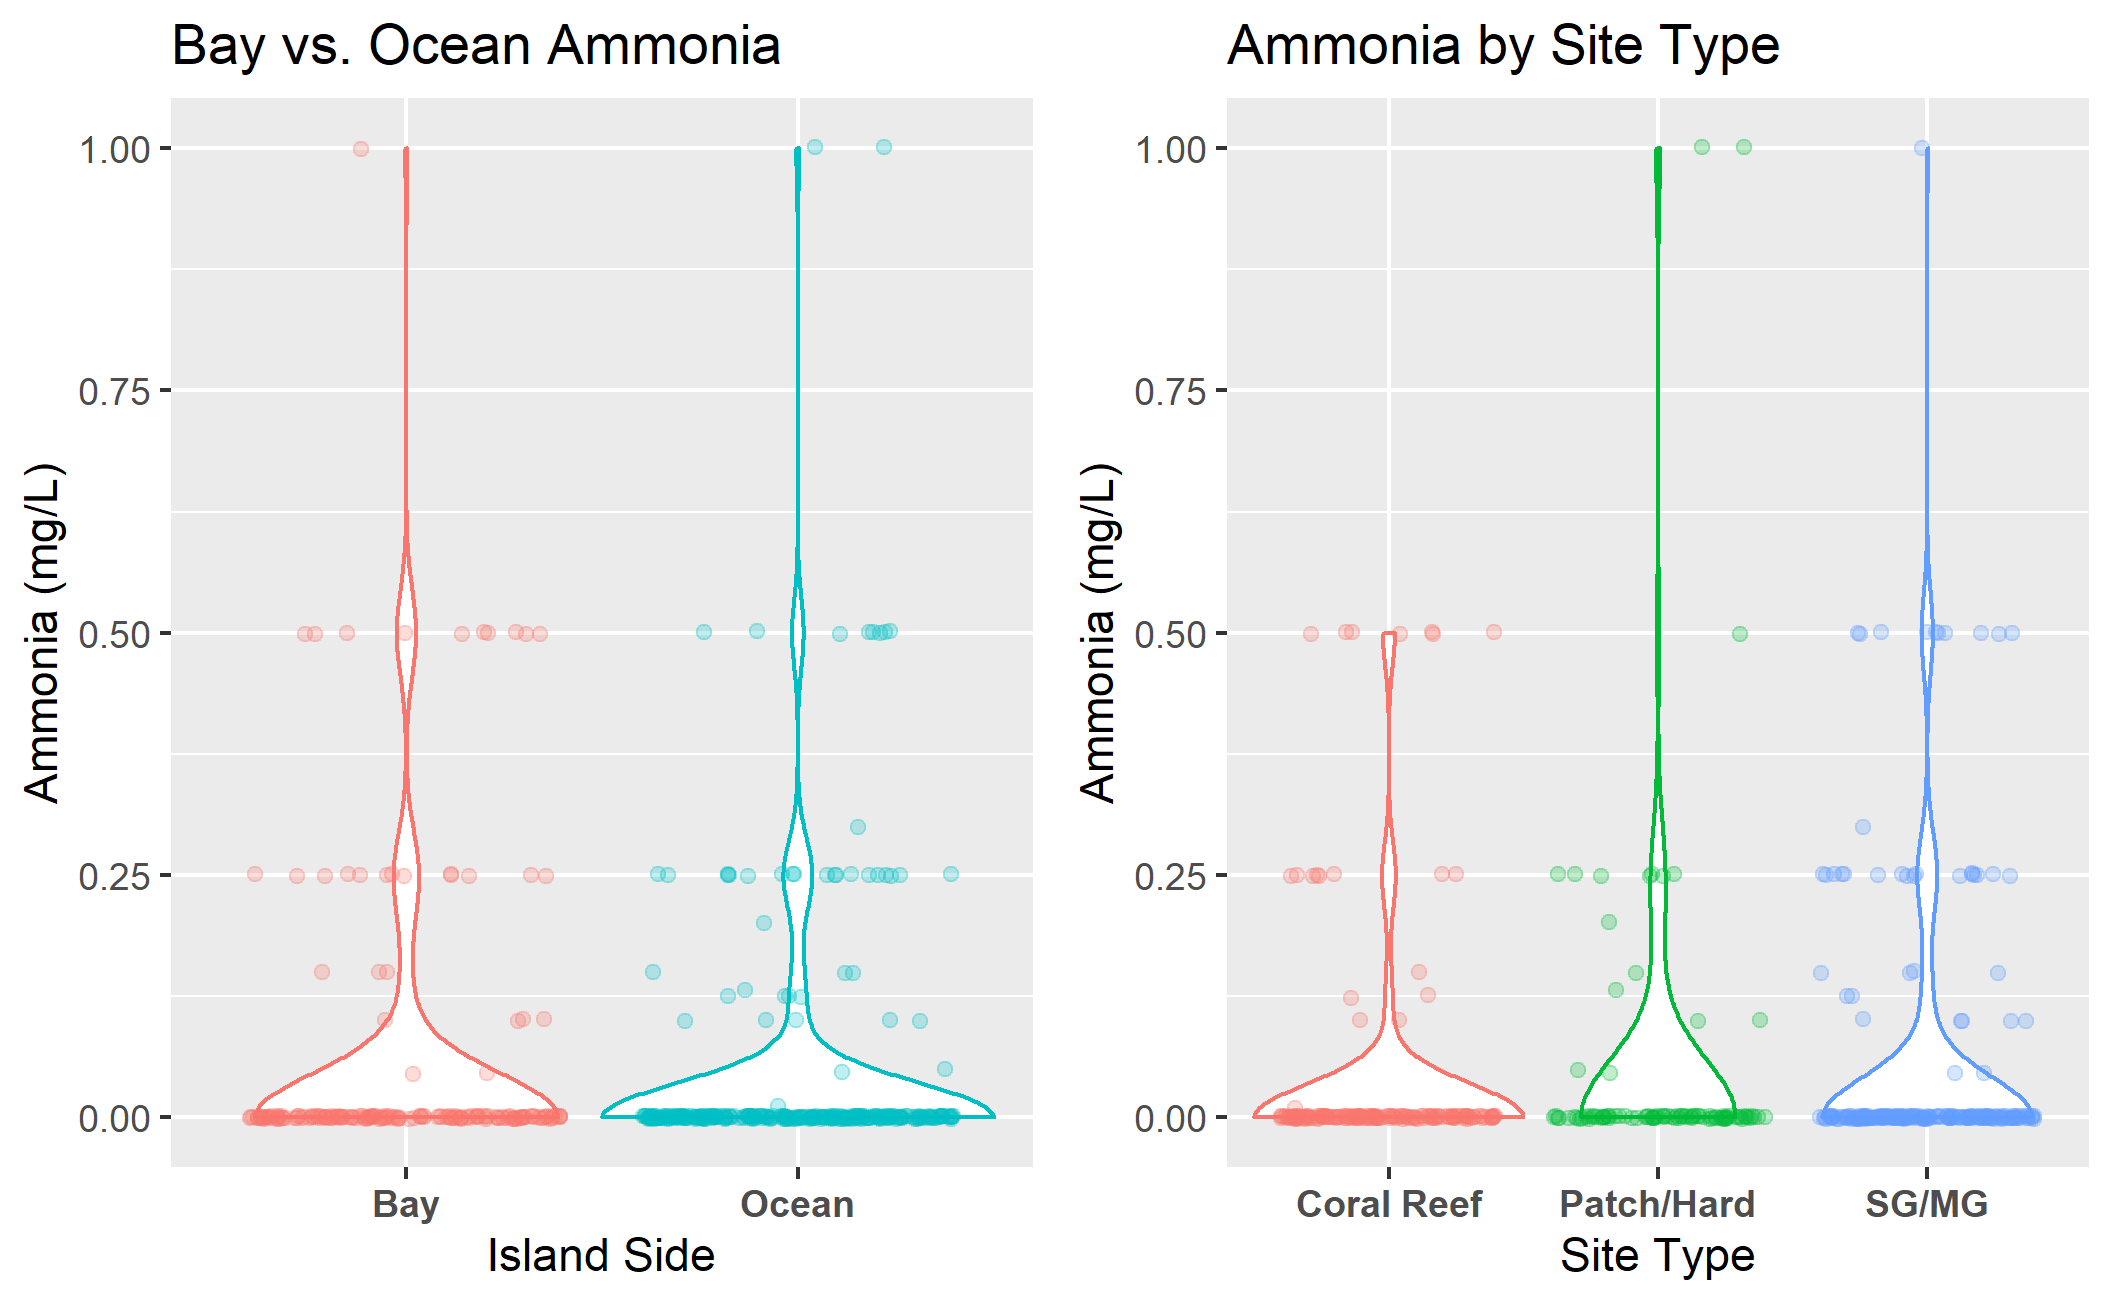 Bay vs. Ocean Ammonia
Ammonia (mg/L)
1.00
0.75
0.50
0.25
0.00
Bay
Ocean
Island Side
Ammonia by Site Type
Ammonia (mg/L)
1.00
0.75
0.50
0.25
0.00
Coral Reef
Patch/Hard
SG/MG
Site Type